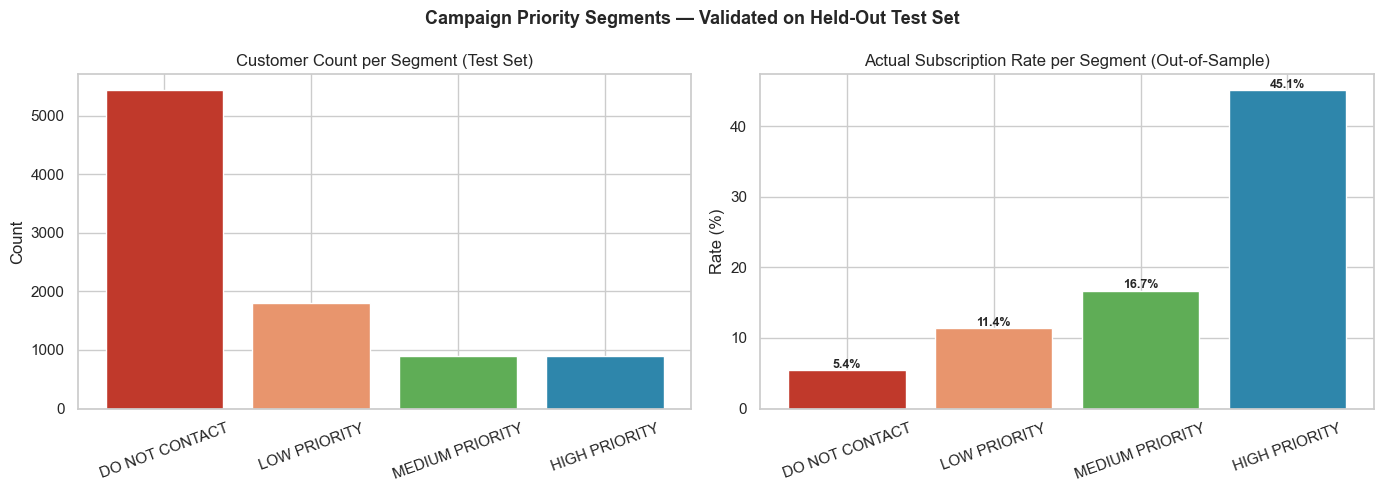 Campaign Priority Segments — Validated on Held-Out Test Set
Customer Count per Segment (Test Set)
Count
5000
4000
3000
2000
1000
0
DO NOT CONTACT
LOW PRIORITY
MEDIUM PRIORITY
HIGH PRIORITY
Actual Subscription Rate per Segment (Out-of-Sample)
Rate (%)
40
30
20
10
0
5.4%
11.4%
16.7%
45.1%
DO NOT CONTACT
LOW PRIORITY
MEDIUM PRIORITY
HIGH PRIORITY